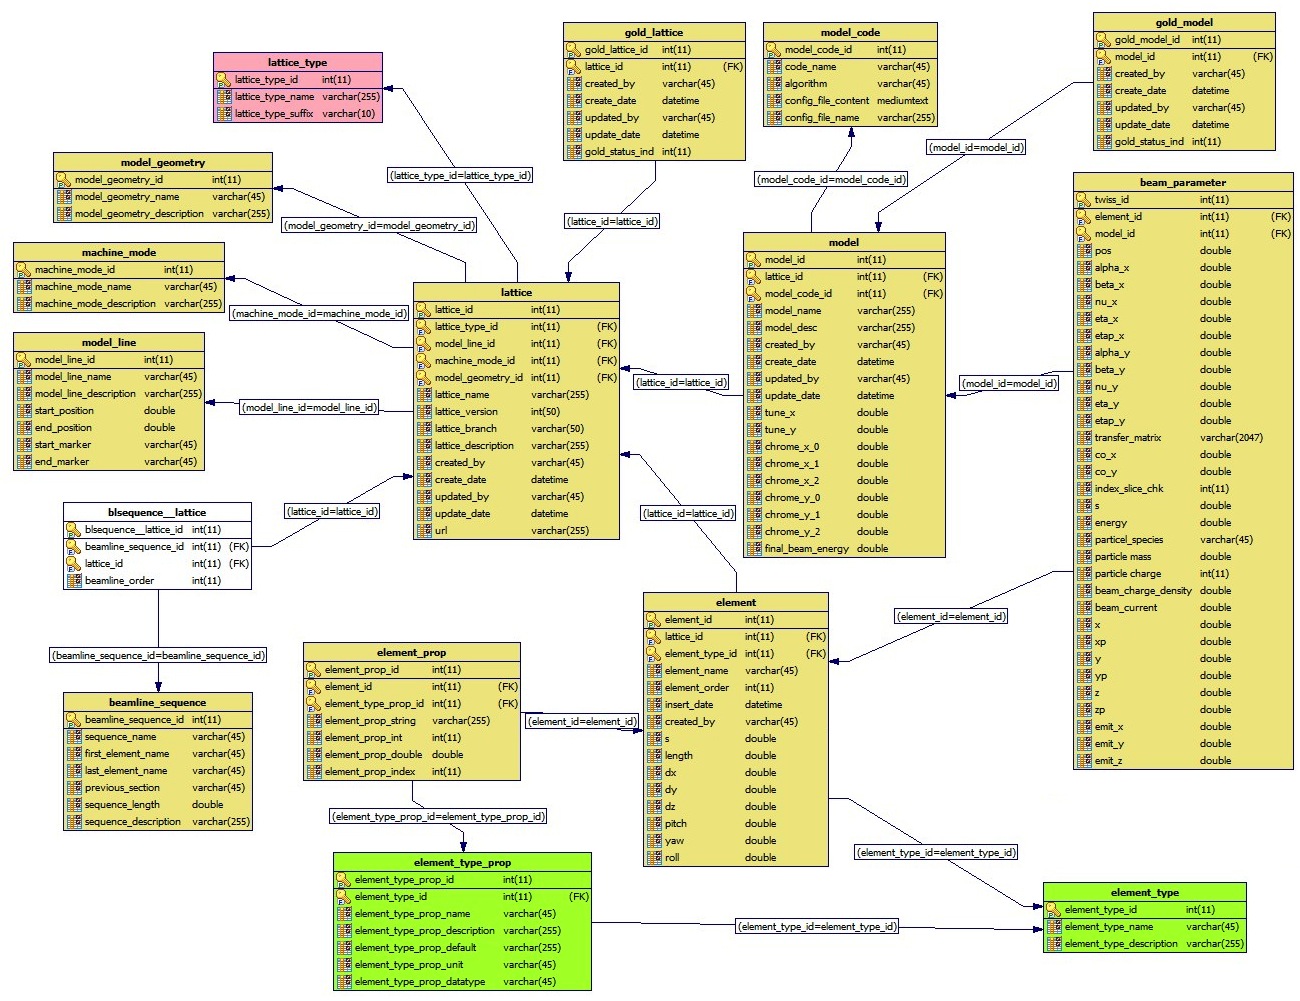 lattice_type
lattice_type_id int(11)
lattice_type_name varchar(255)
lattice_type_suffix varchar(10)
gold_lattice
gold_lattice_id int(11)
lattice_id int(11) (FK)
created_by varchar(45)
create_date datetime
updated_by varchar(45)
update_date datetime
gold_status_ind int(11)
model_code
model_code_id int(11)
code_name varchar(45)
algorithm varchar(45)
config_file_content mediumtext
config_file_name varchar(255)
gold_model
gold_model_id int(11)
model_id int(11) (FK)
created_by varchar(45)
create_date datetime
updated_by varchar(45)
update_date datetime
gold_status_ind int(11)
model_geometry
model_geometry_id int(11)
model_geometry_name varchar(45)
model_geometry_description varchar(255)
(lattice_type_id=lattice_type_id)
(model_geometry_id=model_geometry_id)
(lattice_id=lattice_id)
(model_code_id=model_code_id)
(model_id=model_id)
machine_mode
machine_mode_id int(11)
machine_mode_name varchar(45)
machine_mode_description varchar(255)
(machine_mode_id=machine_mode_id)
model_line
model_line_id int(11)
model_line_name varchar(45)
model_line_description varchar(255)
start_position double
end_position double
start_marker varchar(45)
end_marker varchar(45)
(model_line_id=model_line_id)
lattice
lattice_id int(11)
lattice_type_id int(11) (FK)
model_line_id int(11) (FK)
machine_mode_id int(11) (FK)
model_geometry_id int(11) (FK)
lattice_name varchar(255)
lattice_version int(50)
lattice_branch varchar(50)
lattice_description varchar(255)
created_by varchar(45)
create_date datetime
updated_by varchar(45)
update_date datetime
url varchar(255)
(lattice_id=lattice_id)
model
model_id int(11)
lattice_id int(11) (FK)
model_code_id int(11) (FK)
model_name varchar(255)
model_desc varchar(255)
created_by varchar(45)
create_date datetime
updated_by varchar(45)
update_date datetime
tune_x double
tune_y double
chrome_x_0 double
chrome_x_1 double
chrome_x_2 double
chrome_y_0 double
chrome_y_1 double
chrome_y_2 double
final_beam_energy double
(model_id=model_id)
beam_parameter
twiss_id int(11)
element_id int(11) (FK)
model_id int(11) (FK)
pos double
alpha_x double
beta_x double
nu_x double
eta_x double
etap_x double
alpha_y double
beta_y double
nu_y double
eta_y double
etap_y double
transfer_matrix varchar(2047)
co_x double
co_y double
index_slice_chk int(11)
s double
energy double
particel_species varchar(45)
particle mass double
particle charge int(11)
beam_charge_density double
beam_current double
x double
xp double
y double
yp double
z double
zp double
emit_x double
emit_y double
emit_z double
blsequence__lattice
blsequence__lattice_id int(11)
beamline_sequence_id int(11) (FK)
lattice_id int(11) (FK)
beamline_order int(11)
(lattice_id=lattice_id)
(lattice_id=lattice_id)
(beamline_sequence_id=beamline_sequence_id)
beamline_sequence
beamline_sequence_id int(11)
sequence_name varchar(45)
first_element_name varchar(45)
last_element_name varchar(45)
previous_section varchar(45)
sequence_length double
sequence_description varchar(255)
element_prop
element_prop_id int(11)
element_id int(11) (FK)
element_type_prop_id int(11) (FK)
element_prop_string varchar(255)
element_prop_int int(11)
element_prop_double double
element_prop_index int(11)
(element_id=element_id)
element
element_id int(11)
lattice_id int(11) (FK)
element_type_id int(11) (FK)
element_name varchar(45)
element_order int(11)
insert_date datetime
created_by varchar(45)
s double
length double
dx double
dy double
dz double
pitch double
yaw double
roll double
(element_id=element_id)
(element_type_prop_id=element_type_prop_id)
element_type_prop
element_type_prop_id int(11)
element_type_id int(11) (FK)
element_type_prop_name varchar(45)
element_type_prop_description varchar(255)
element_type_prop_default varchar(255)
element_type_prop_unit varchar(45)
element_type_prop_datatype varchar(45)
(element_type_id=element_type_id)
(element_type_id=element_type_id)
element_type
element_type_id int(11)
element_type_name varchar(45)
element_type_description varchar(255)